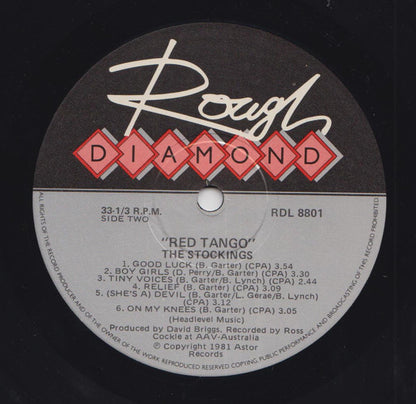 Rough
DIAMOND
33-1/3 R.P.M.
SIDE TWO
RDL 8801
"RED TANGO"
THE STOCKINGS
1. GOOD LUCK (B. Garter) (CPA) 3.54
2. BOY GIRLS (D. Perry/B. Garter) (CPA) 3.21
3. TINY VOICES (B. Garter/B. Lynch) (CPA) 2.44
4. RELIEF (B. Garter) (CPA) 3.09
5. (SHE'S A) DEVIL (B. Garter/L. Gerae/B. Lynch)
(CPA) 3.12
6. ON MY KNEES (B. Garter) (CPA) 3.05
(Headlevel Music)
Produced by David Briggs, Recorded by Ross
Cockle at AAV-Australia
℗ Copyright 1981 Astor
Records
ALL RIGHTS OF THE RECORD PRODUCER AND OF THE OWNER OF THE WORK REPRODUCED RESERVED COPYING PUBLIC PERFORMANCE AND BROADCASTING OF THIS RECORD PROHIBITED